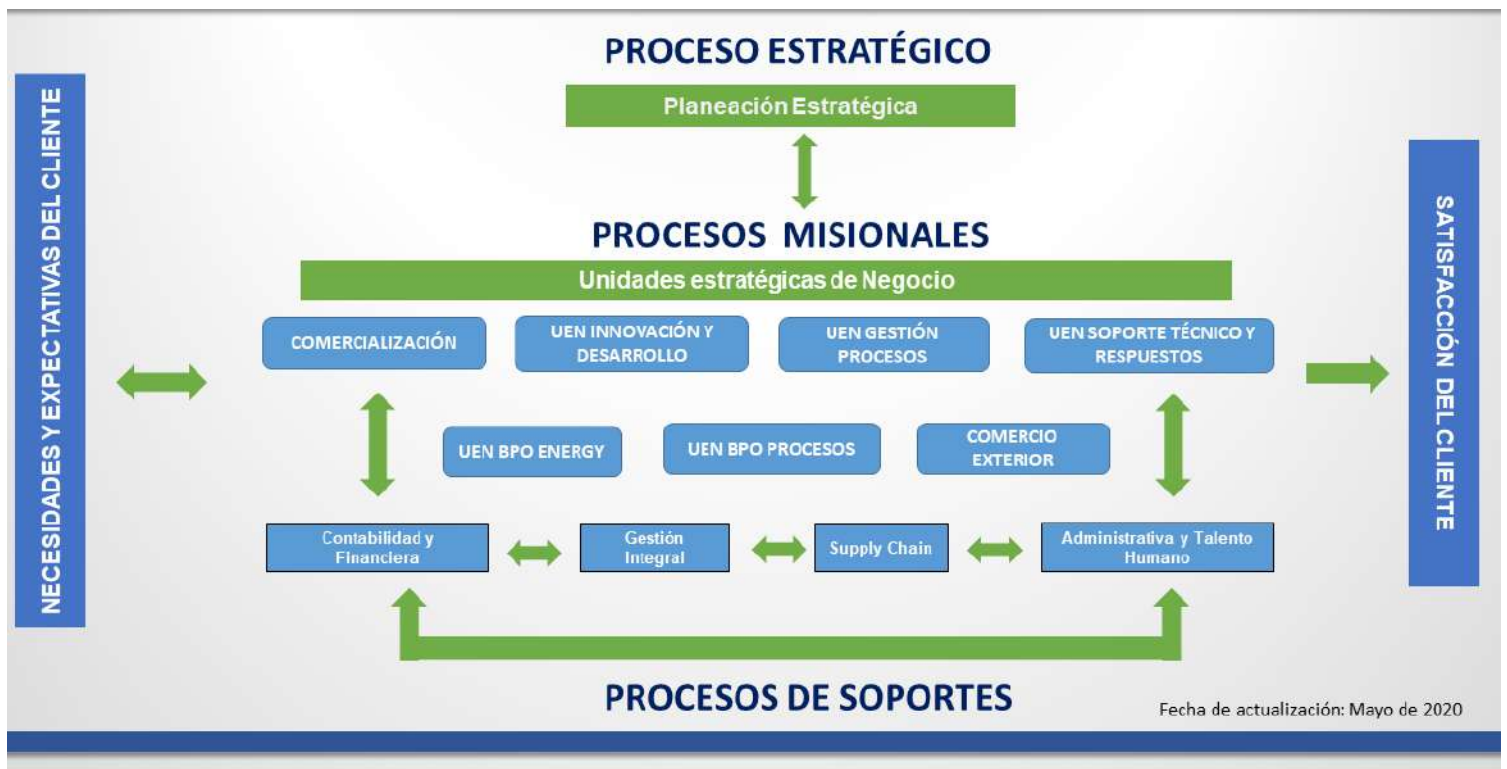 PROCESO ESTRATÉGICO
Planeación Estratégica
NECESIDADES Y EXPECTATIVAS DEL CLIENTE
PROCESOS MISIONALES
Unidades estratégicas de Negocio
COMERCIALIZACIÓN
UEN INNOVACIÓN Y
DESARROLLO
UEN GESTIÓN
PROCESOS
UEN SOPORTE TÉCNICO Y
RESPUESTOS
UEN BPO ENERGY
UEN BPO PROCESOS
COMERCIO
EXTERIOR
SATISFACCIÓN DEL CLIENTE
Contabilidad y
Financiera
Gestión
Integral
Supply Chain
Administrativa y Talento
Humano
PROCESOS DE SOPORTES
Fecha de actualización: Mayo de 2020